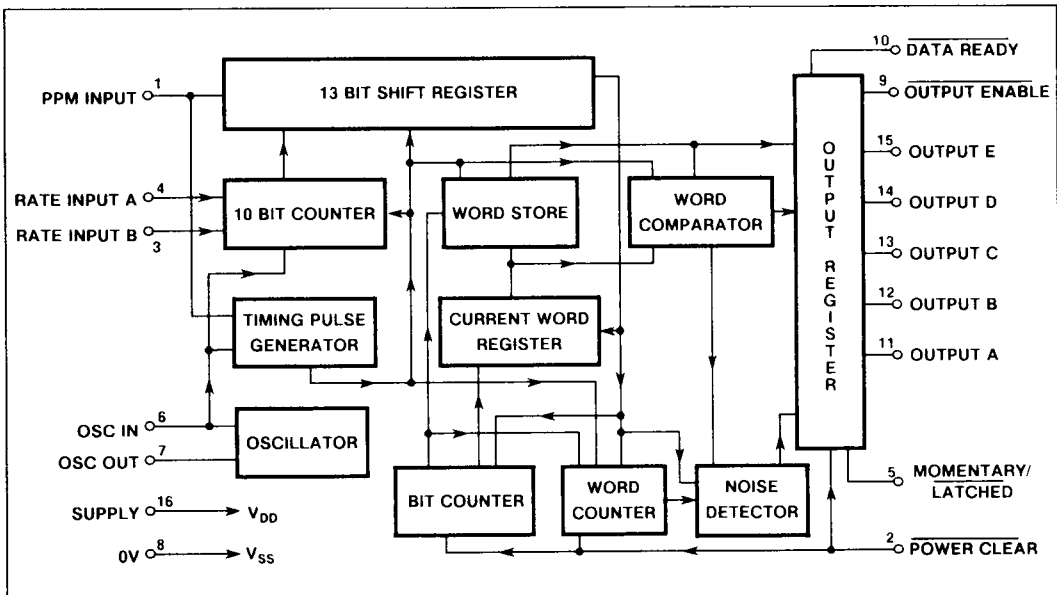 10
DATA READY
1
PPM INPUT
13 BIT SHIFT REGISTER
9
OUTPUT ENABLE
OUTPUT REGISTER
15
OUTPUT E
4
RATE INPUT A
10 BIT COUNTER
WORD STORE
WORD
COMPARATOR
14
OUTPUT D
RATE INPUT B
3
13
OUTPUT C
12
OUTPUT B
TIMING PULSE
GENERATOR
CURRENT WORD
REGISTER
11
OUTPUT A
6
OSC IN
OSCILLATOR
7
OSC OUT
5
MOMENTARY/
LATCHED
BIT COUNTER
WORD
COUNTER
NOISE
DETECTOR
16
SUPPLY
VDD
8
0V
VSS
2
POWER CLEAR